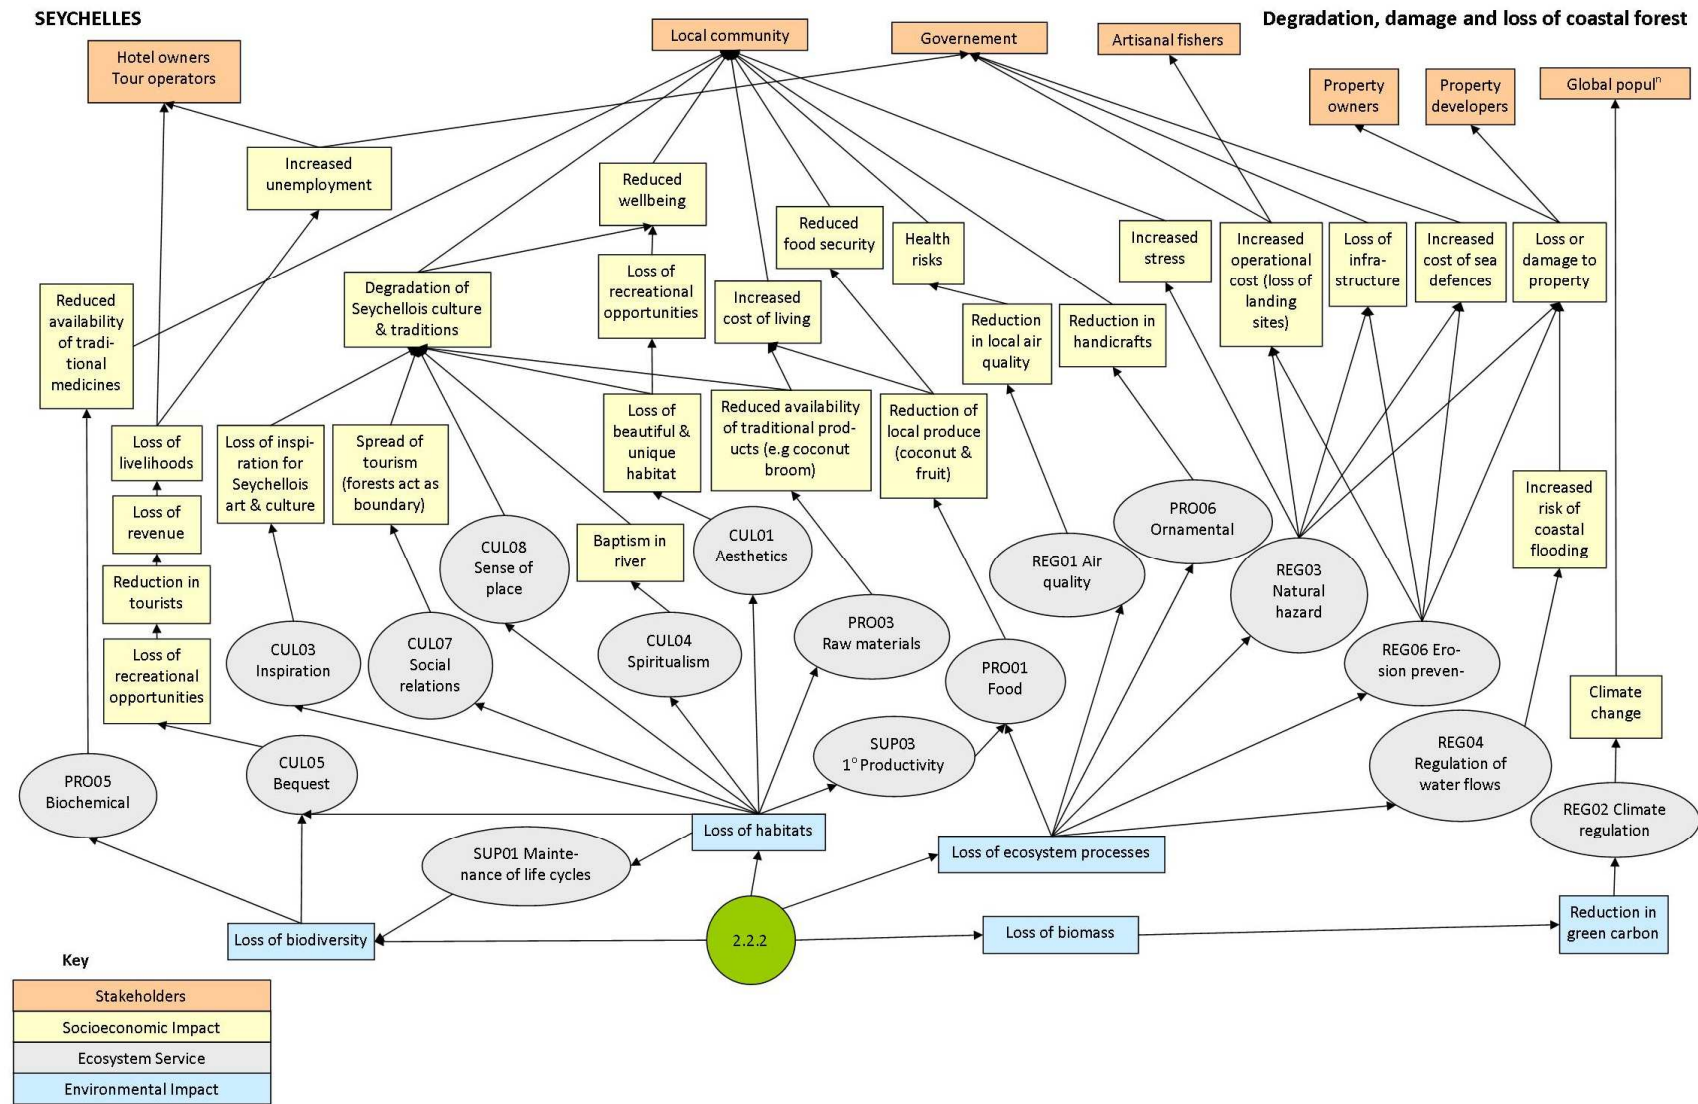 SEYCHELLES
Degradation, damage and loss of coastal forest
Hotel owners
Tour operators
Local community
Governement
Artisanal fishers
Property
owners
Property
developers
Global populⁿ
Increased
unemployment
Reduced
wellbeing
Reduced
food security
Health
risks
Increased
stress
Increased
operational
cost (loss of
landing
sites)
Loss of
infra-
structure
Increased
cost of sea
defences
Loss or
damage to
property
Reduced
availability
of tradi-
tional
medicines
Degradation of
Seychellois culture
& traditions
Loss of
recreational
opportunities
Increased
cost of living
Reduction
in local air
quality
Reduction in
handicrafts
Loss of
livelihoods
Loss of inspi-
ration for
Seychellois
art & culture
Spread of
tourism
(forests act as
boundary)
Loss of
beautiful &
unique
habitat
Reduced availability
of traditional prod-
ucts (e.g coconut
broom)
Reduction of
local produce
(coconut &
fruit)
Increased
risk of
coastal
flooding
Loss of
revenue
Reduction in
tourists
Loss of
recreational
opportunities
CUL08
Sense of
place
Baptism in
river
CUL01
Aesthetics
REG01 Air
quality
PRO06
Ornamental
REG03
Natural
hazard
CUL03
Inspiration
CUL07
Social
relations
CUL04
Spiritualism
PRO03
Raw materials
PRO01
Food
REG06 Ero-
sion preven-
Climate
change
PRO05
Biochemical
CUL05
Bequest
SUP03
1° Productivity
REG04
Regulation of
water flows
REG02 Climate
regulation
Loss of habitats
SUP01 Mainte-
nance of life cycles
Loss of ecosystem processes
Loss of biodiversity
2.2.2
Loss of biomass
Reduction in
green carbon
Key
Stakeholders
Socioeconomic Impact
Ecosystem Service
Environmental Impact